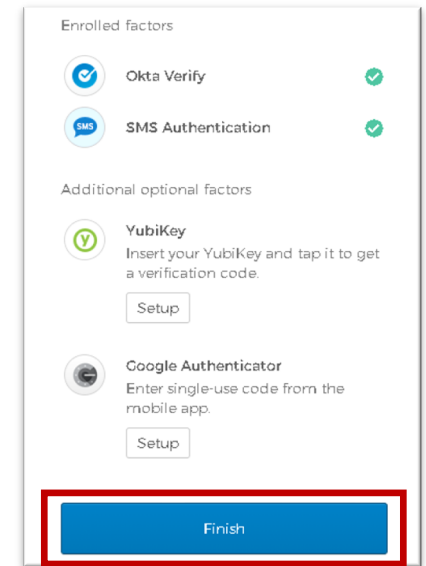 Enrolled factors
Okta Verify
SMS
SMS Authentication
Additional optional factors
YubiKey
y
Insert your YubiKey and tap it to get
a verification code.
Setup
Google Authenticator
Enter single-use code from the
mobile app.
Setup
Finish